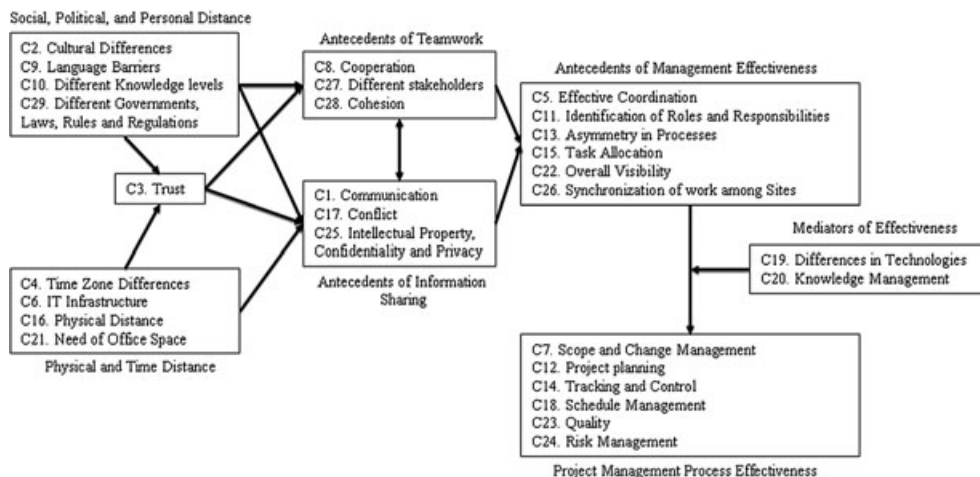 Social, Political, and Personal Distance
C2. Cultural Differences
C9. Language Barriers
C10. Different Knowledge levels
C29. Different Governments,
Laws, Rules and Regulations
C3. Trust
C4. Time Zone Differences
C6. IT Infrastructure
C16. Physical Distance
C21. Need of Office Space
Physical and Time Distance
Antecedents of Teamwork
C8. Cooperation
C27. Different stakeholders
C28. Cohesion
C1. Communication
C17. Conflict
C25. Intellectual Property,
Confidentiality and Privacy
Antecedents of Information
Sharing
Antecedents of Management Effectiveness
C5. Effective Coordination
C11. Identification of Roles and Responsibilities
C13. Asymmetry in Processes
C15. Task Allocation
C22. Overall Visibility
C26. Synchronization of work among Sites
Mediators of Effectiveness
C19. Differences in Technologies
C20. Knowledge Management
C7. Scope and Change Management
C12. Project planning
C14. Tracking and Control
C18. Schedule Management
C23. Quality
C24. Risk Management
Project Management Process Effectiveness